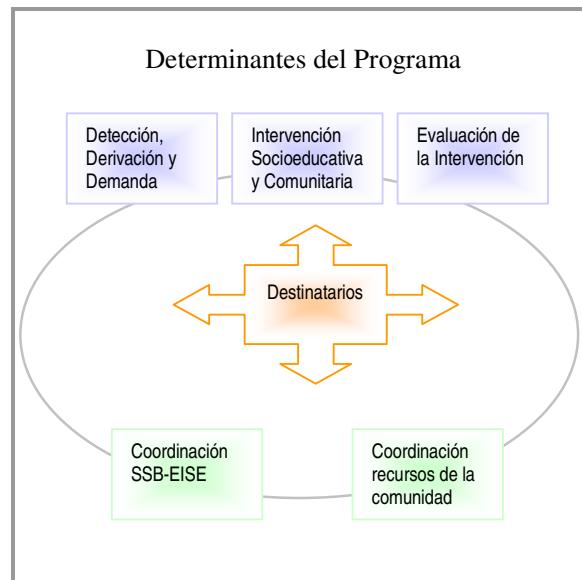 Determinantes del Programa
Detección,
Derivación y
Demanda
Intervención
Socioeducativa
y Comunitaria
Evaluación de
la Intervención
Destinatarios
Coordinación
SSB-EISE
Coordinación
recursos de la
comunidad